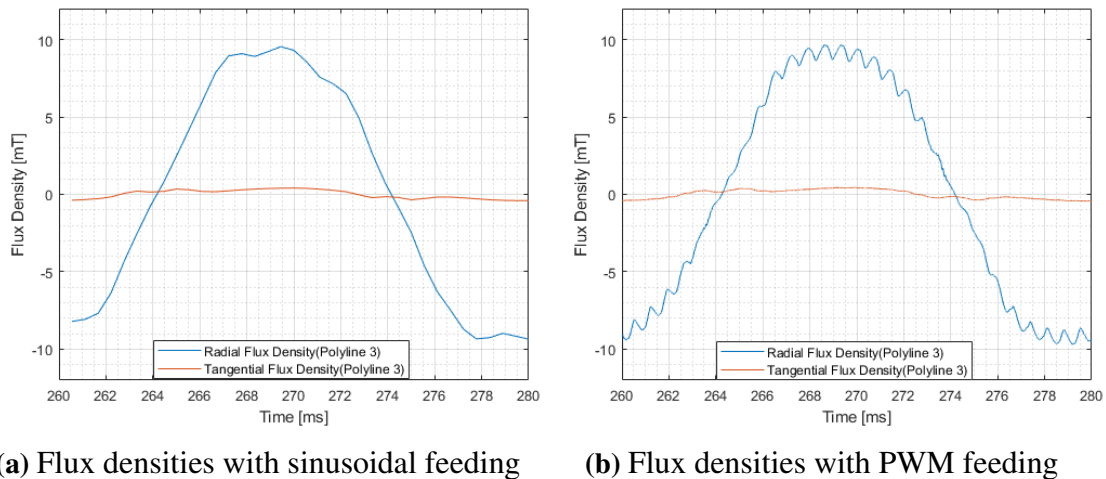 10
5
0
-5
-10
Flux Density [mT]
260 262 264 266 268 270 272 274 276 278 280
Time [ms]
Radial Flux Density(Polyline 3)
Tangential Flux Density(Polyline 3)
(a) Flux densities with sinusoidal feeding
10
5
0
-5
-10
Flux Density [mT]
260 262 264 266 268 270 272 274 276 278 280
Time [ms]
Radial Flux Density(Polyline 3)
Tangential Flux Density(Polyline 3)
(b) Flux densities with PWM feeding